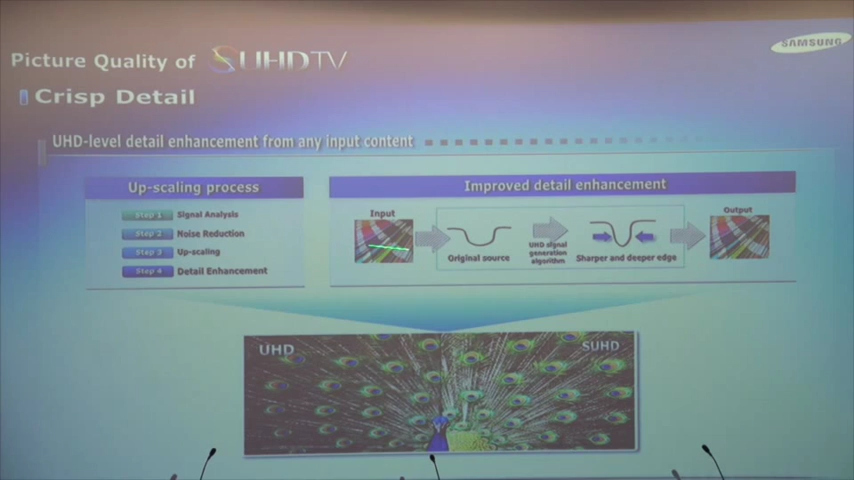 Picture Quality of SUHDTV
SAMSUNG
Crisp Detail
UHD-level detail enhancement from any input content
Up-scaling process
Step 1 Signal Analysis
Step 2 Noise Reduction
Step 3 Up-scaling
Step 4 Detail Enhancement
Improved detail enhancement
Input
Original source
UHD signal
generation
algorithm
Sharper and deeper edge
Output
UHD
SUHD